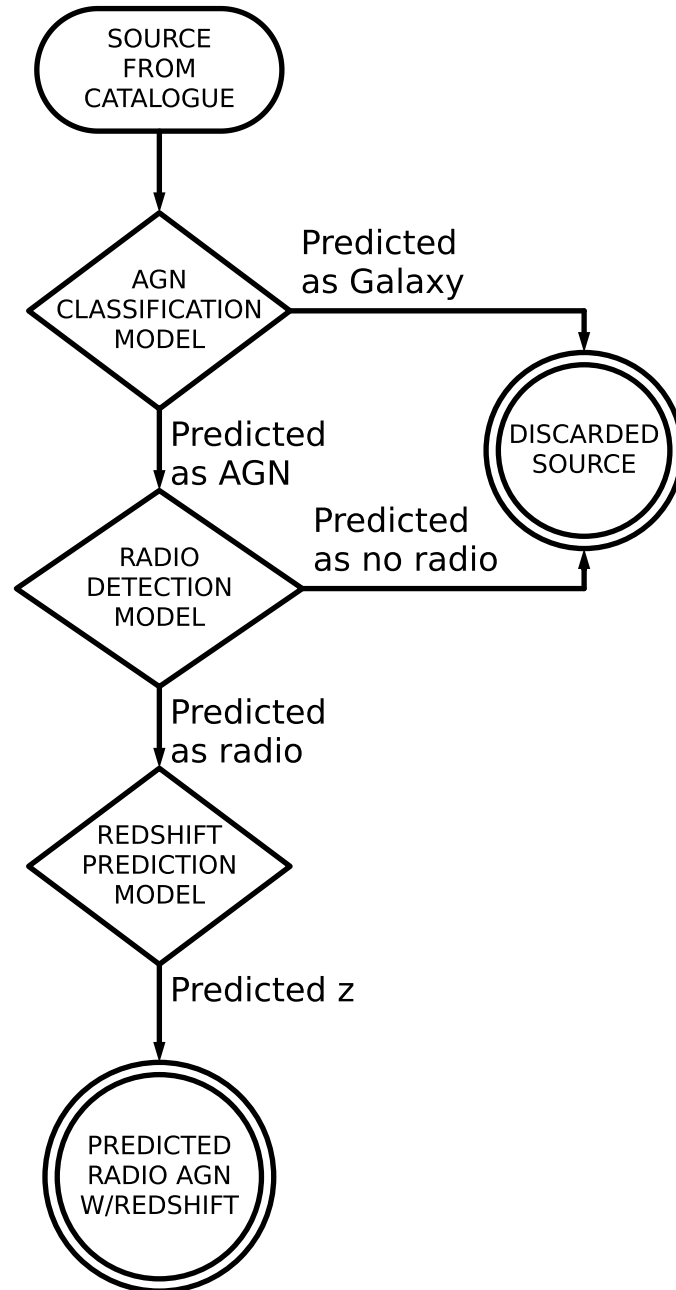 SOURCE
FROM
CATALOGUE
Predicted
as Galaxy
AGN
CLASSIFICATION
MODEL
DISCARDED
SOURCE
Predicted
as AGN
Predicted
as no radio
RADIO
DETECTION
MODEL
Predicted
as radio
REDSHIFT
PREDICTION
MODEL
Predicted z
PREDICTED
RADIO AGN
W/REDSHIFT